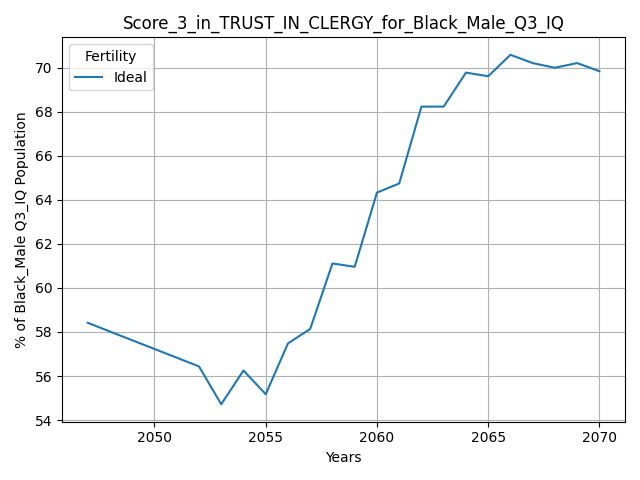 Score_3_in_TRUST_IN_CLERGY_for_Black_Male_Q3_IQ
Fertility
Ideal
70
68
66
64
62
60
58
56
54
% of Black_Male Q3_IQ Population
2050
2055
2060
2065
2070
Years